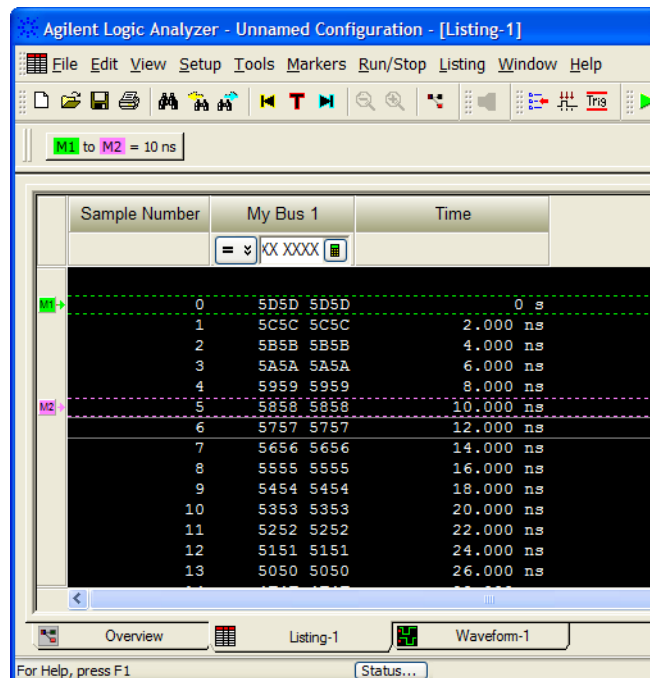 Agilent Logic Analyzer - Unnamed Configuration - [Listing-1]
File Edit View Setup Tools Markers Run/Stop Listing Window Help
T Trig
M1 to M2 = 10 ns
Sample Number My Bus 1 Time
= XX XXXX
M1 0 5D5D 5D5D 0 s
1 5C5C 5C5C 2.000 ns
2 5B5B 5B5B 4.000 ns
3 5A5A 5A5A 6.000 ns
4 5959 5959 8.000 ns
M2 5 5858 5858 10.000 ns
6 5757 5757 12.000 ns
7 5656 5656 14.000 ns
8 5555 5555 16.000 ns
9 5454 5454 18.000 ns
10 5353 5353 20.000 ns
11 5252 5252 22.000 ns
12 5151 5151 24.000 ns
13 5050 5050 26.000 ns
Overview Listing-1 Waveform-1
For Help, press F1 Status...